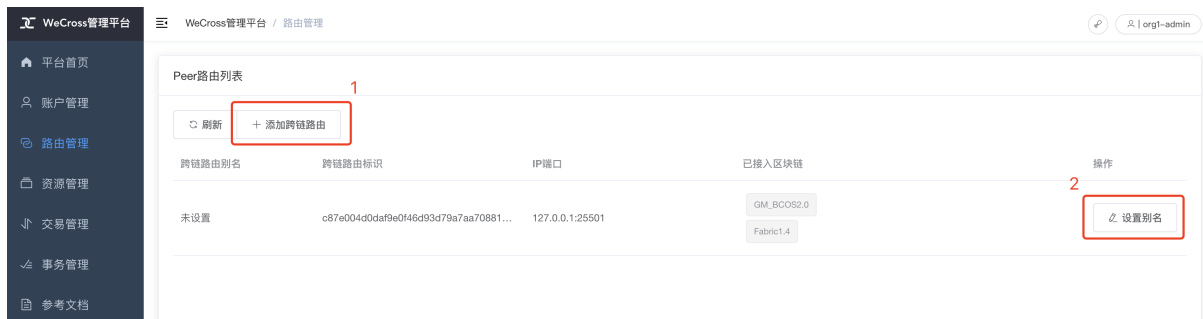 WeCross管理平台
WeCross管理平台 / 路由管理
org1-admin
平台首页
账户管理
路由管理
资源管理
交易管理
事务管理
参考文档
Peer路由列表
1
刷新
+ 添加跨链路由
跨链路由别名 跨链路由标识 IP端口 已接入区块链 操作
2
未设置 c87e004d0daf9e0f46d93d79a7aa70881... 127.0.0.1:25501
GM_BCOS2.0
Fabric1.4
设置别名